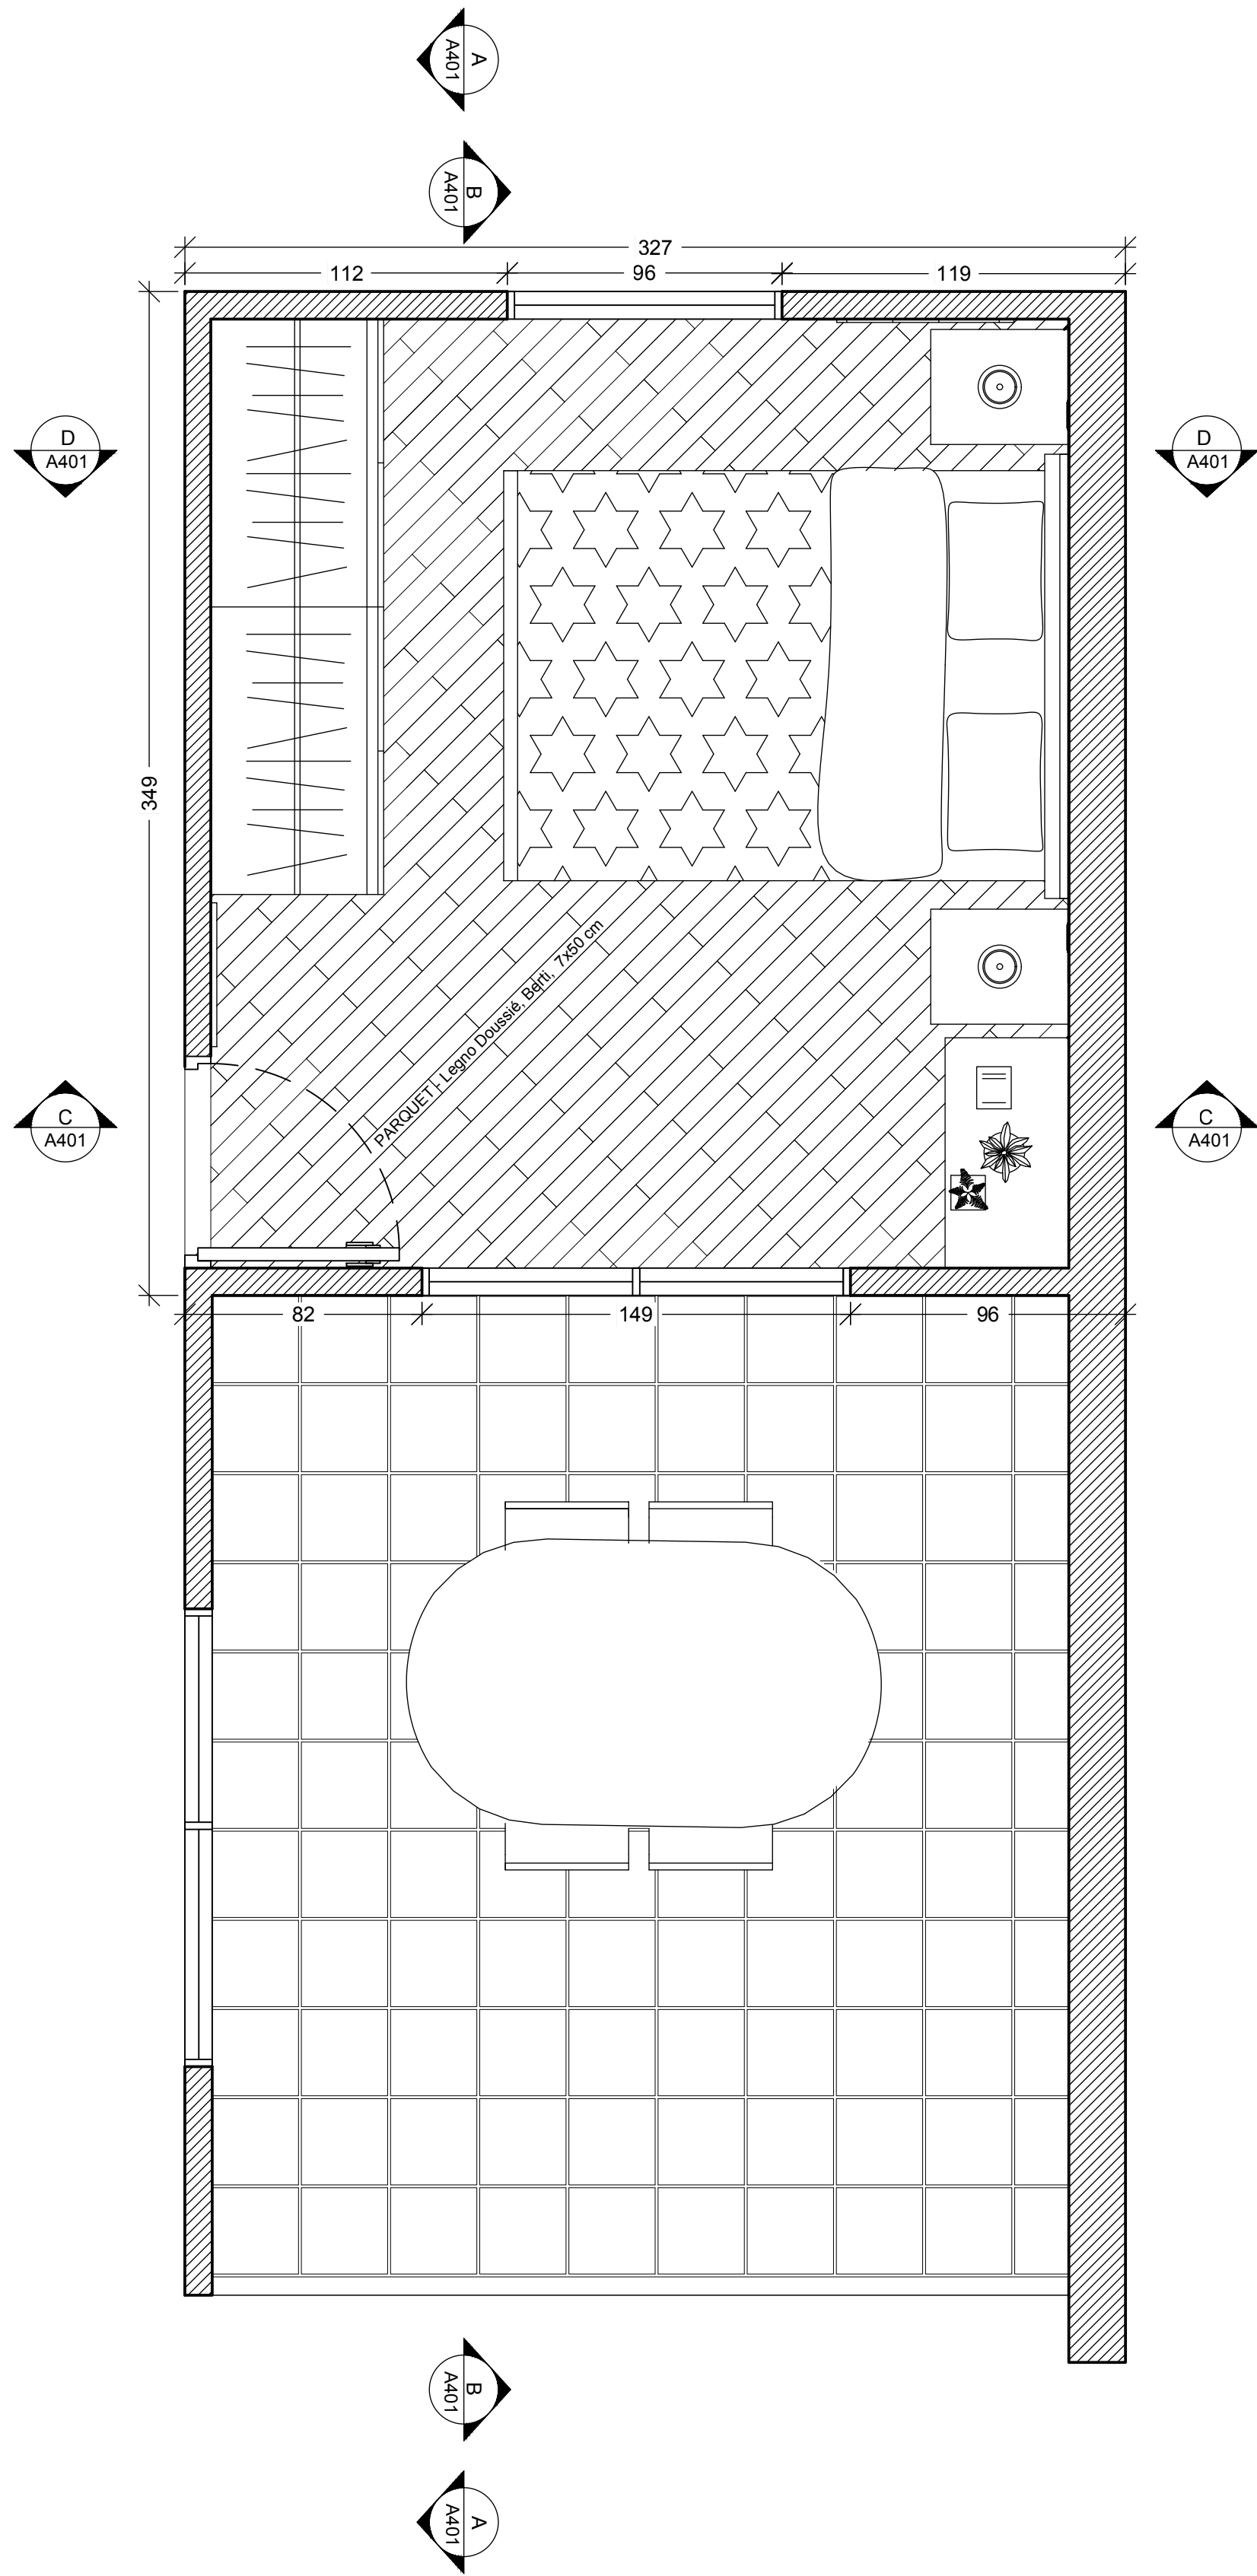 A
A401
B
A401
327
112
96
119
349
D
A401
D
A401
PARQUET - Legno Doussié, Berti, 7x50 cm
C
A401
C
A401
82
149
96
B
A401
A
A401